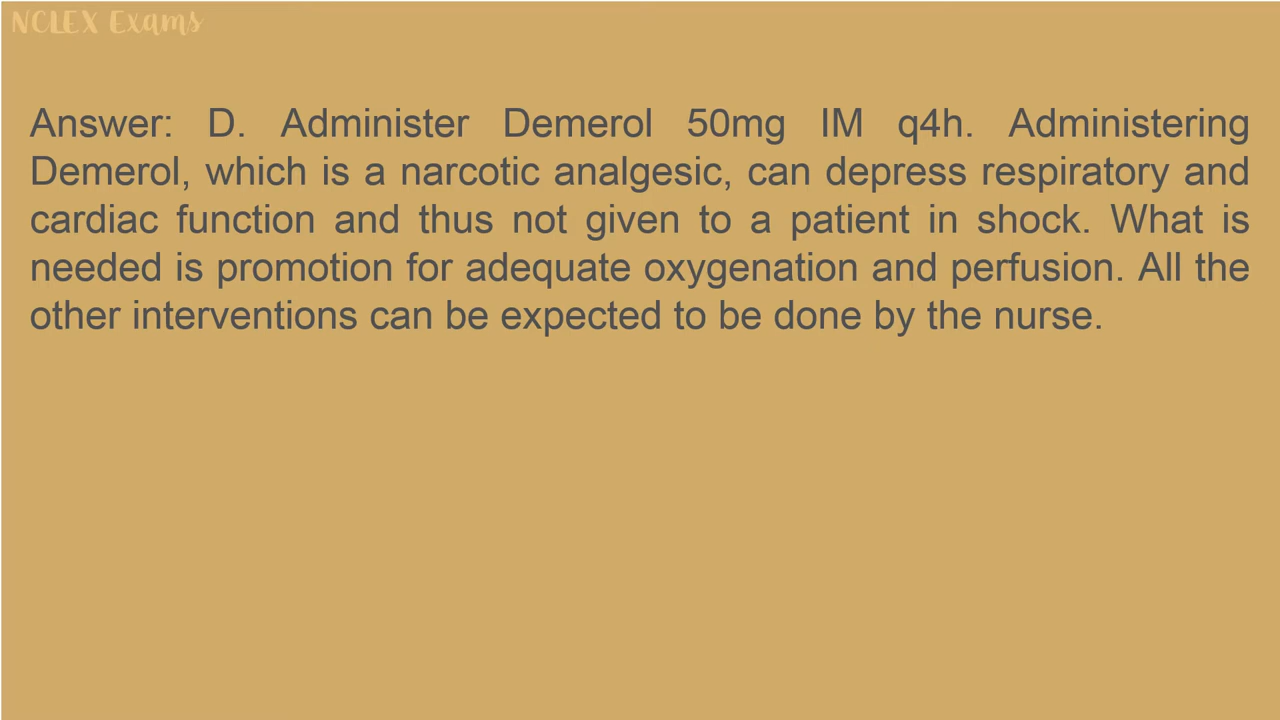 NCLEX Exams
Answer: D. Administer Demerol 50mg IM q4h. Administering
Demerol, which is a narcotic analgesic, can depress respiratory and
cardiac function and thus not given to a patient in shock. What is
needed is promotion for adequate oxygenation and perfusion. All the
other interventions can be expected to be done by the nurse.